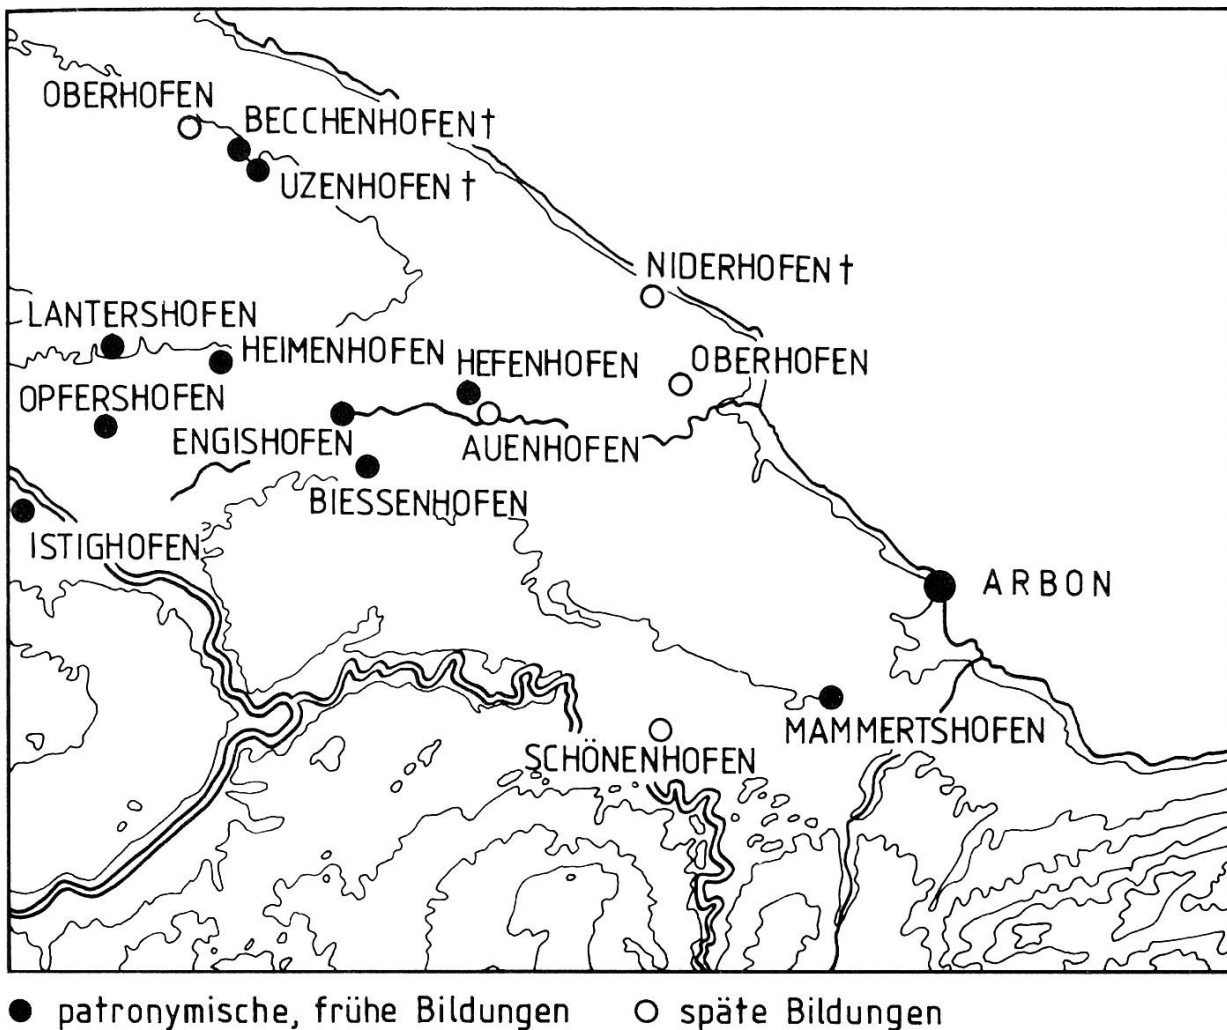 OBERHOFEN
BECCHENHOFEN†
UZENHOFEN†
NIDERHOFEN†
LANTERSHOFEN
HEIMENHOFEN
HEFENHOFEN
OBERHOFEN
OPFERSHOFEN
ENGISHOFEN
AUENHOFEN
BIESSENHOFEN
ISTIGHOFEN
ARBON
MAMMERTSHOFEN
SCHÖNENHOFEN
patronymische, frühe Bildungen
späte Bildungen